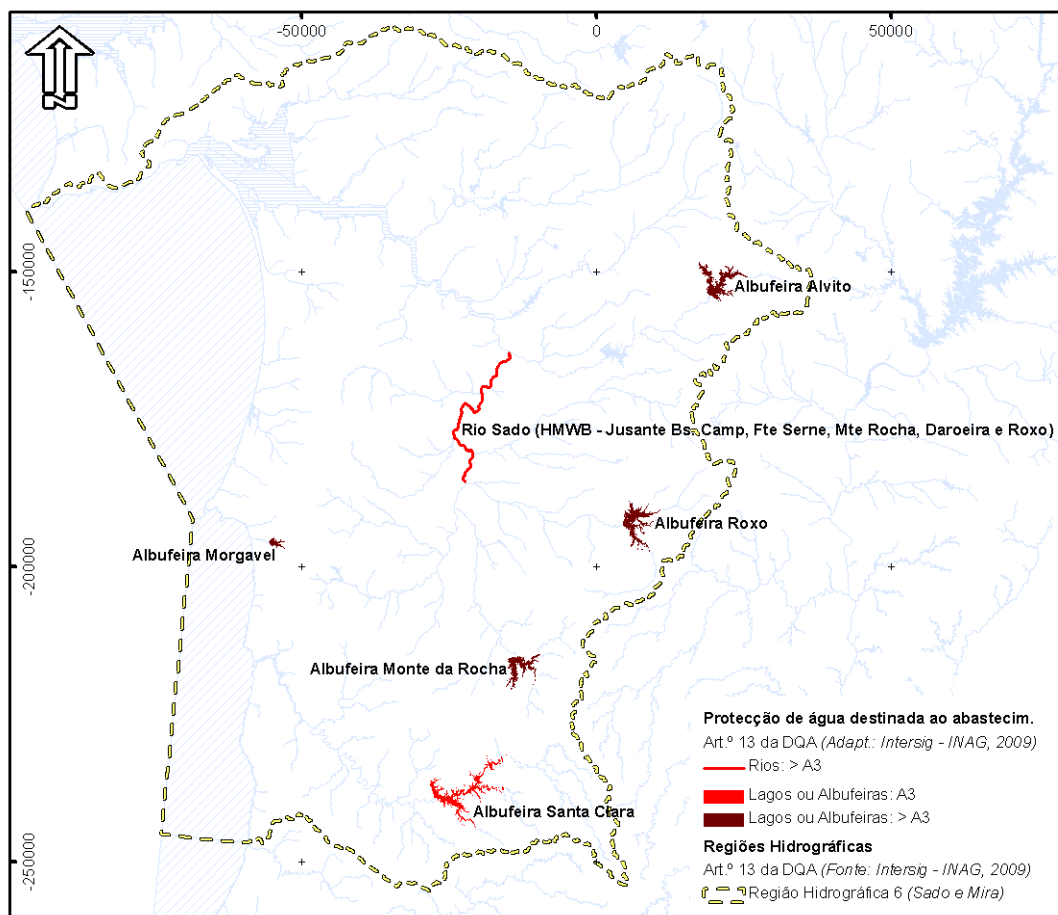 -50000
0
50000
N
-150000
Albufeira Alvito
Rio Sado (HMWB - Jusante Bs. Camp, Fte Serne, Mte Rocha, Daroeira e Roxo)
Albufeira Roxo
Albufeira Morgavel
-200000
Albufeira Monte da Rocha
Albufeira Santa Clara
-250000
Protecção de água destinada ao abastecim.
Art.º 13 da DQA (Adapt.: Intersig - INAG, 2009)
Rios: > A3
Lagos ou Albufeiras: A3
Lagos ou Albufeiras: > A3
Regiões Hidrográficas
Art.º 13 da DQA (Fonte: Intersig - INAG, 2009)
Região Hidrográfica 6 (Sado e Mira)